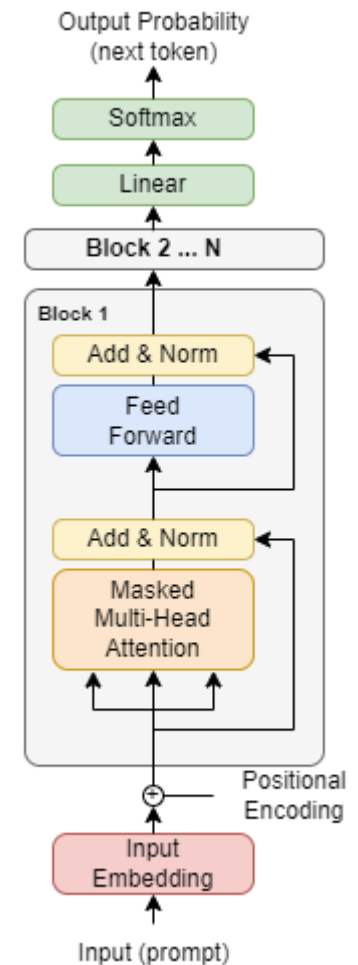 Output Probability
(next token)
Softmax
Linear
Block 2 ... N
Block 1
Add & Norm
Feed
Forward
Add & Norm
Masked
Multi-Head
Attention
Positional
Encoding
Input
Embedding
Input (prompt)